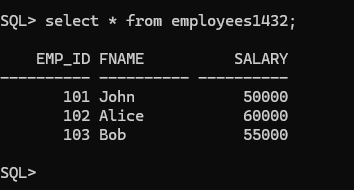 SQL> select * from employees1432;
EMP_ID FNAME SALARY
---------- ---------- ----------
101 John 50000
102 Alice 60000
103 Bob 55000
SQL>